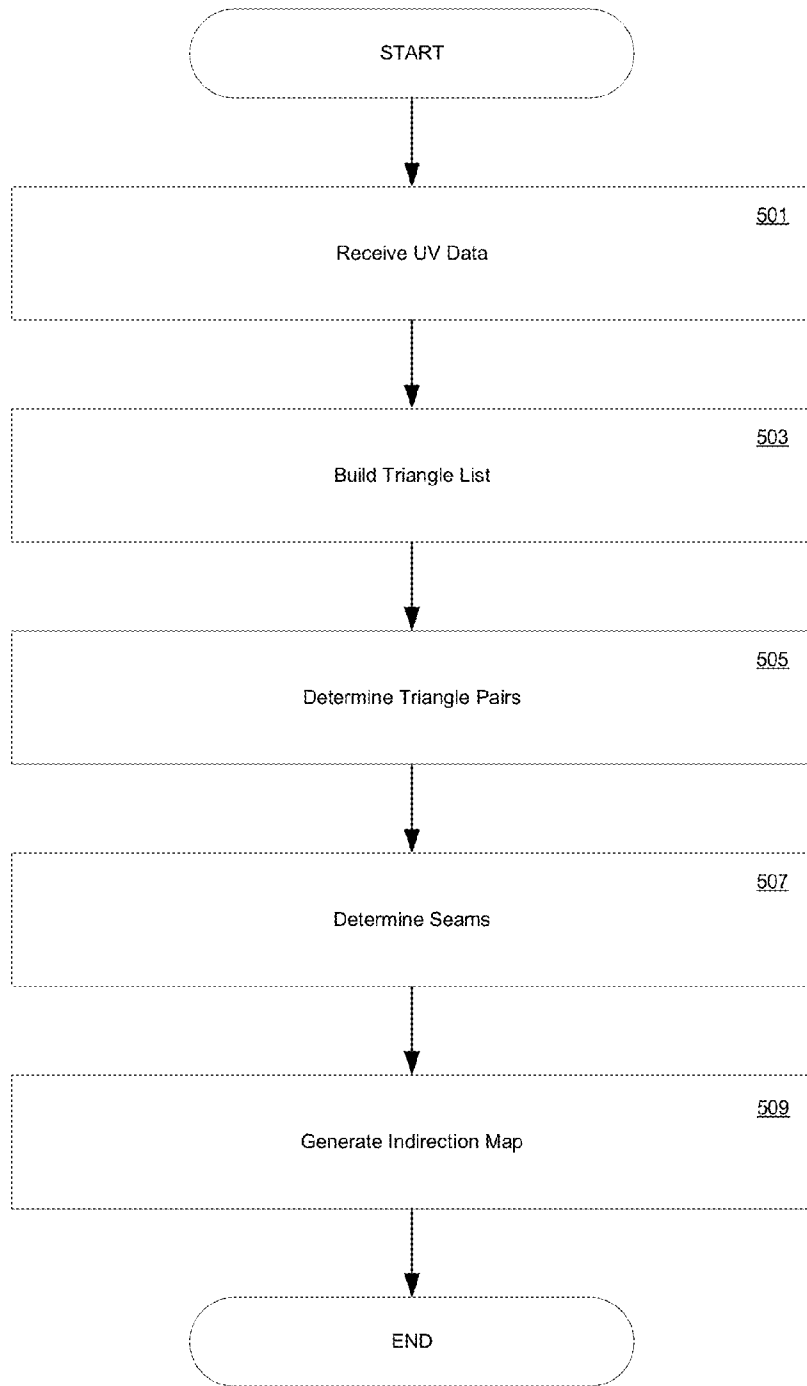 START
501
Receive UV Data
503
Build Triangle List
505
Determine Triangle Pairs
507
Determine Seams
509
Generate Indirection Map
END